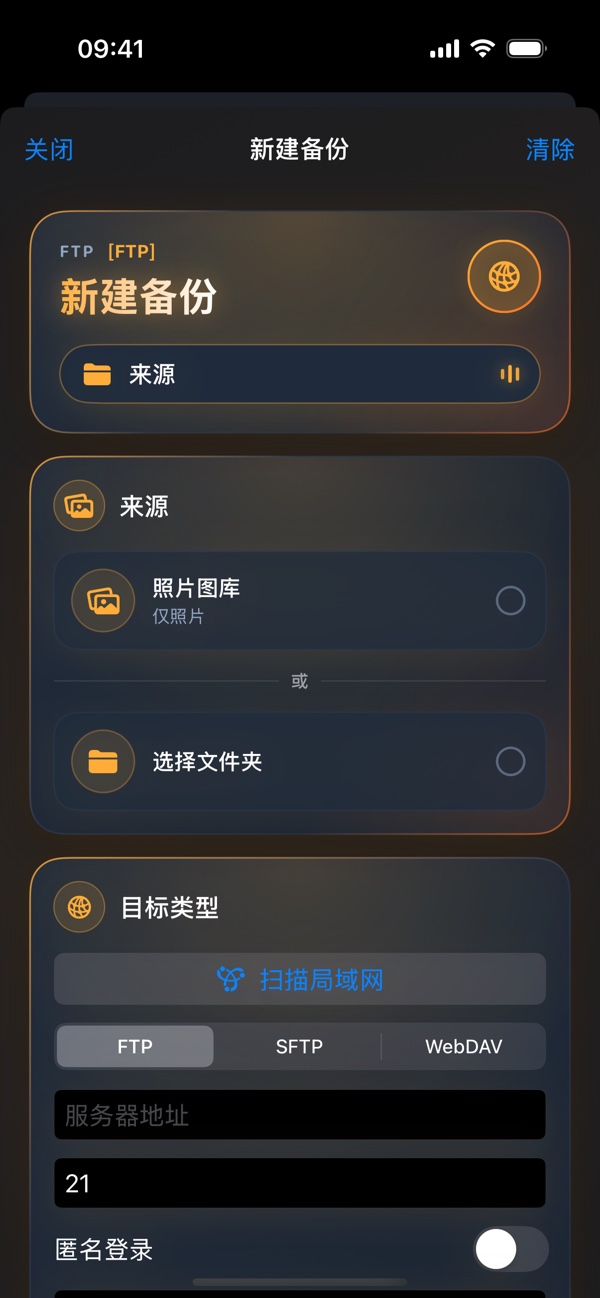 09:41
关闭 新建备份 清除
FTP [FTP]
新建备份
来源
来源
照片图库
仅照片
或
选择文件夹
目标类型
扫描局域网
FTP SFTP WebDAV
服务器地址
21
匿名登录